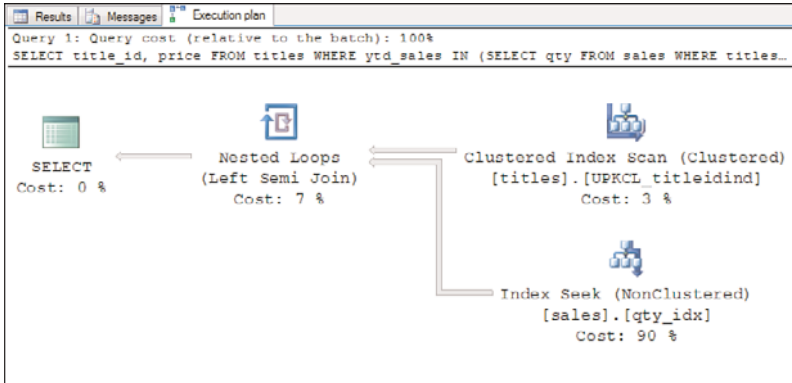 Results Messages Execution plan
Query 1: Query cost (relative to the batch): 100%
SELECT title_id, price FROM titles WHERE ytd_sales IN (SELECT qty FROM sales WHERE titles…
SELECT
Cost: 0 %
Nested Loops
(Left Semi Join)
Cost: 7 %
Clustered Index Scan (Clustered)
[titles].[UPKCL_titleidind]
Cost: 3 %
Index Seek (NonClustered)
[sales].[qty_idx]
Cost: 90 %